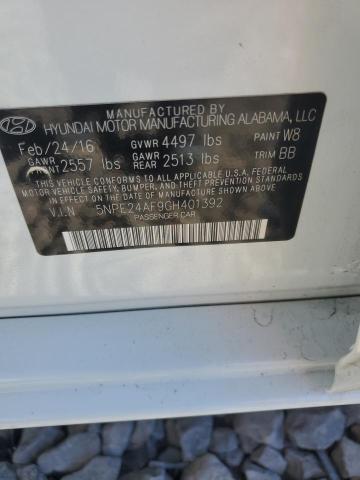 MANUFACTURED BY
HYUNDAI MOTOR MANUFACTURING ALABAMA, LLC
Feb/24/16 GVWR 4497 lbs PAINT W8
GAWR GAWR
NT 2557 lbs REAR 2513 lbs TRIM BB
THIS VEHICLE CONFORMS TO ALL APPLICABLE U.S.A. FEDERAL
MOTOR VEHICLE SAFETY, BUMPER, AND THEFT PREVENTION
STANDARDS IN EFFECT ON THE DATE OF MANUFACTURE SHOWN ABOVE.
V.I.N 5NPE24AF9GH401392
PASSENGER CAR